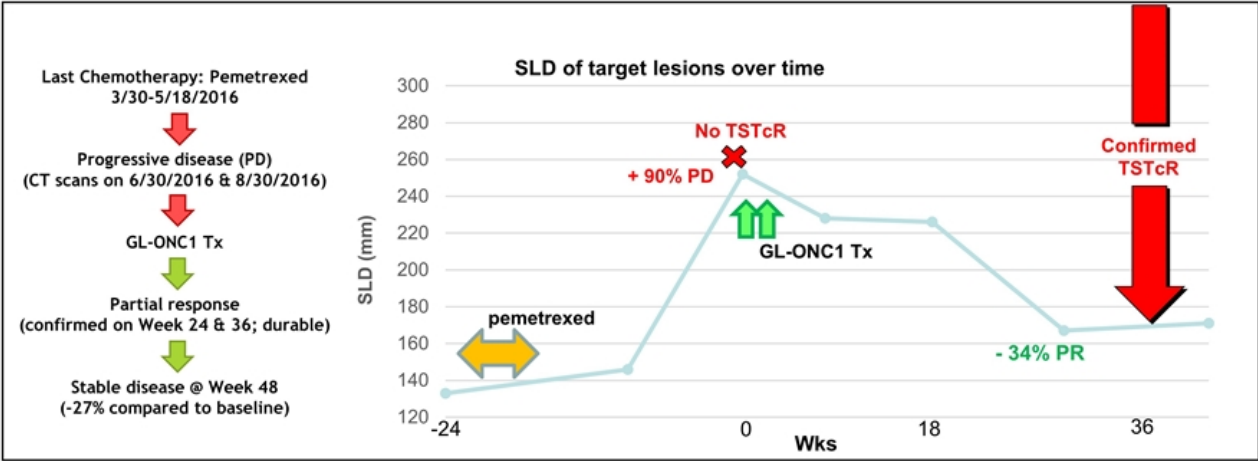 Last Chemotherapy: Pemetrexed
3/30-5/18/2016
Progressive disease (PD)
(CT scans on 6/30/2016 & 8/30/2016)
GL-ONC1 Tx
Partial response
(confirmed on Week 24 & 36; durable)
Stable disease @ Week 48
(-27% compared to baseline)
SLD of target lesions over time
SLD (mm)
300
280
260
240
220
200
180
160
140
120
No TSTcR
+ 90% PD
GL-ONC1 Tx
pemetrexed
- 34% PR
Confirmed
TSTcR
-24
0
18
36
Wks